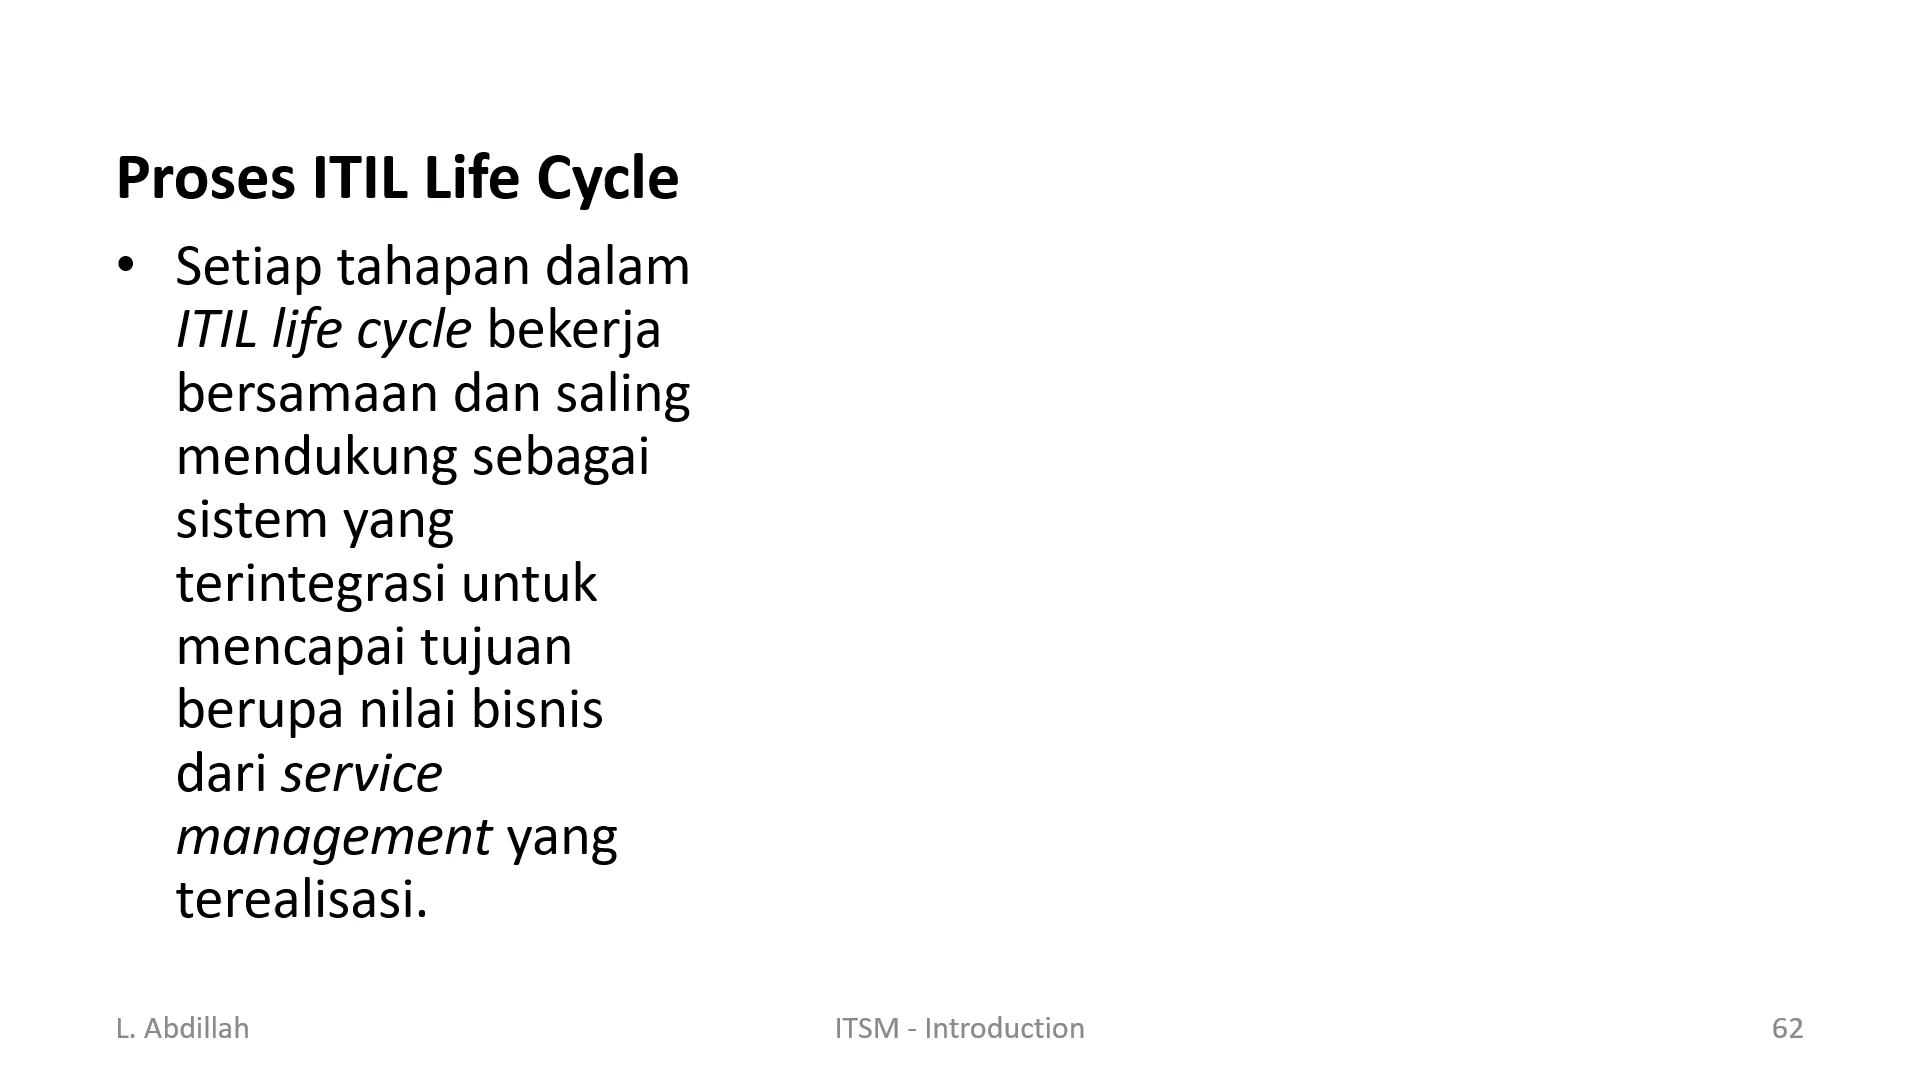 Proses ITIL Life Cycle
• Setiap tahapan dalam
ITIL life cycle bekerja
bersamaan dan saling
mendukung sebagai
sistem yang
terintegrasi untuk
mencapai tujuan
berupa nilai bisnis
dari service
management yang
terealisasi.
L. Abdillah
ITSM - Introduction
62